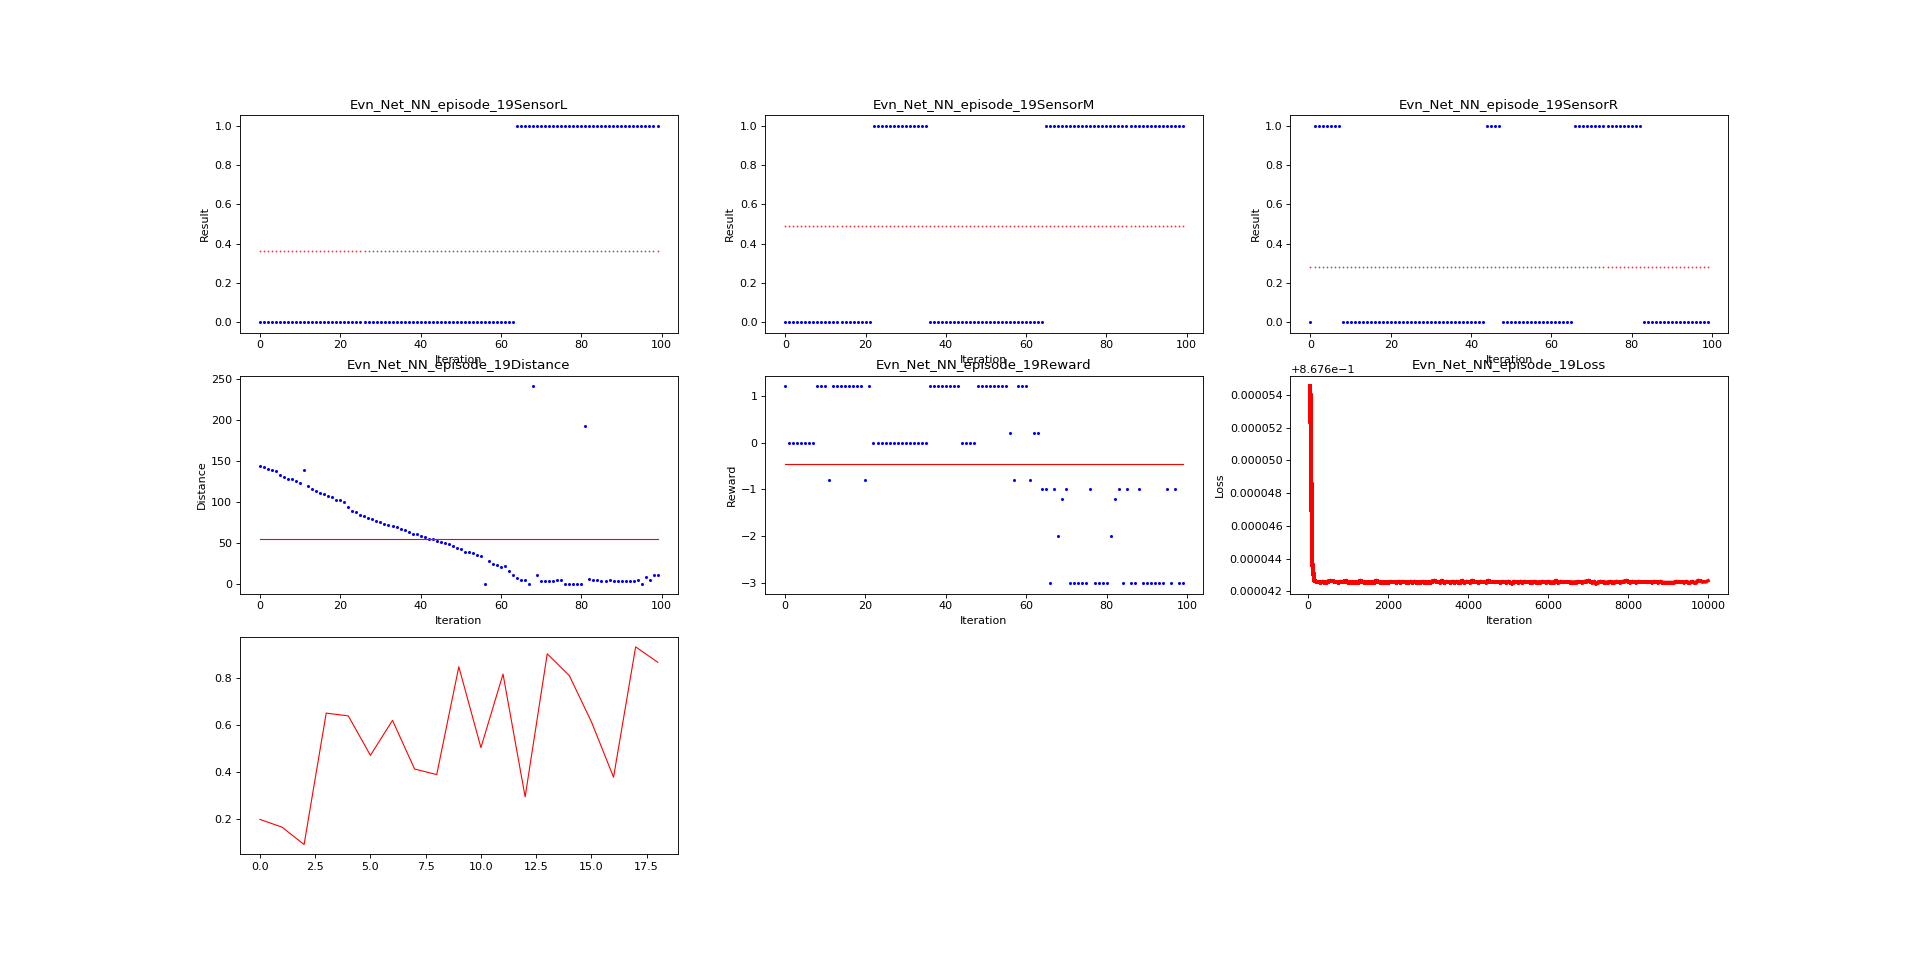 Evn_Net_NN_episode_19SensorL
Result
1.0
0.8
0.6
0.4
0.2
0.0
0 20 40 60 80 100
Iteration
Evn_Net_NN_episode_19SensorM
Result
1.0
0.8
0.6
0.4
0.2
0.0
0 20 40 60 80 100
Iteration
Evn_Net_NN_episode_19SensorR
Result
1.0
0.8
0.6
0.4
0.2
0.0
0 20 40 60 80 100
Iteration
Evn_Net_NN_episode_19Distance
Distance
250
200
150
100
50
0
0 20 40 60 80 100
Iteration
Evn_Net_NN_episode_19Reward
Reward
1
0
−1
−2
−3
0 20 40 60 80 100
Iteration
Evn_Net_NN_episode_19Loss
+8.676e−1
Loss
0.000054
0.000052
0.000050
0.000048
0.000046
0.000044
0.000042
0 2000 4000 6000 8000 10000
Iteration
0.8
0.6
0.4
0.2
0.0 2.5 5.0 7.5 10.0 12.5 15.0 17.5